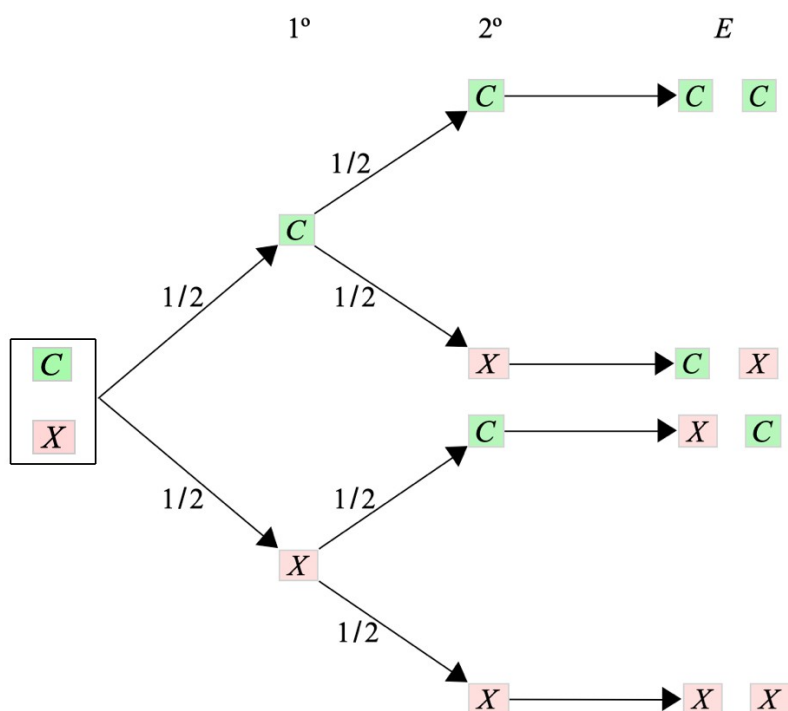 1º 2º E
C C C
1/2
C
1/2 1/2
C X C X
X C X C
1/2 1/2
X
1/2
X X X